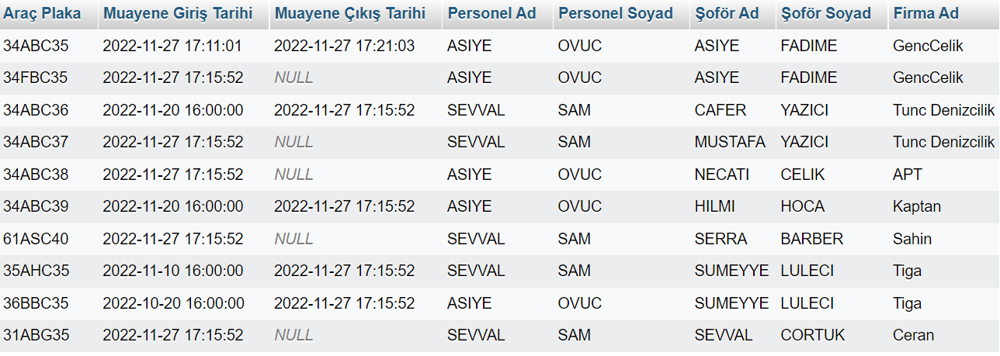 Araç Plaka Muayene Giriş Tarihi Muayene Çıkış Tarihi Personel Ad Personel Soyad Şoför Ad Şoför Soyad Firma Ad
34ABC35 2022-11-27 17:11:01 2022-11-27 17:21:03 ASIYE OVUC ASIYE FADIME GencCelik
34FBC35 2022-11-27 17:15:52 NULL ASIYE OVUC ASIYE FADIME GencCelik
34ABC36 2022-11-20 16:00:00 2022-11-27 17:15:52 SEVVAL SAM CAFER YAZICI Tunc Denizcilik
34ABC37 2022-11-27 17:15:52 NULL SEVVAL SAM MUSTAFA YAZICI Tunc Denizcilik
34ABC38 2022-11-27 17:15:52 NULL ASIYE OVUC NECATI CELIK APT
34ABC39 2022-11-20 16:00:00 2022-11-27 17:15:52 ASIYE OVUC HILMI HOCA Kaptan
61ASC40 2022-11-27 17:15:52 NULL SEVVAL SAM SERRA BARBER Sahin
35AHC35 2022-11-10 16:00:00 2022-11-27 17:15:52 SEVVAL SAM SUMEYYE LULECI Tiga
36BBC35 2022-10-20 16:00:00 2022-11-27 17:15:52 ASIYE OVUC SUMEYYE LULECI Tiga
31ABG35 2022-11-27 17:15:52 NULL SEVVAL SAM SEVVAL CORTUK Ceran